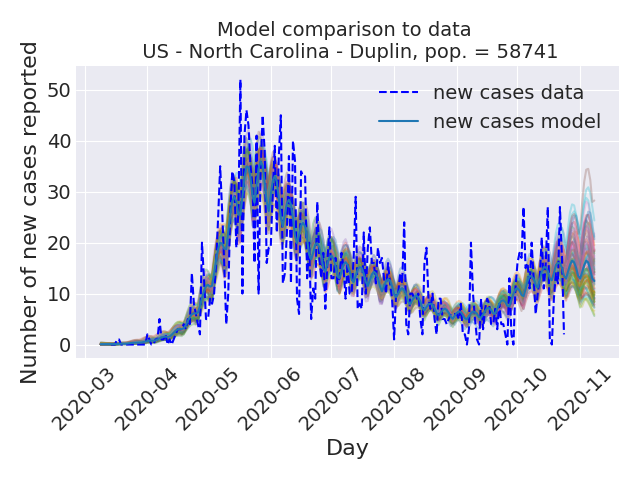 Model comparison to data
US - North Carolina - Duplin, pop. = 58741
new cases data
new cases model
Number of new cases reported
50
40
30
20
10
0
2020-03
2020-04
2020-05
2020-06
2020-07
2020-08
2020-09
2020-10
2020-11
Day